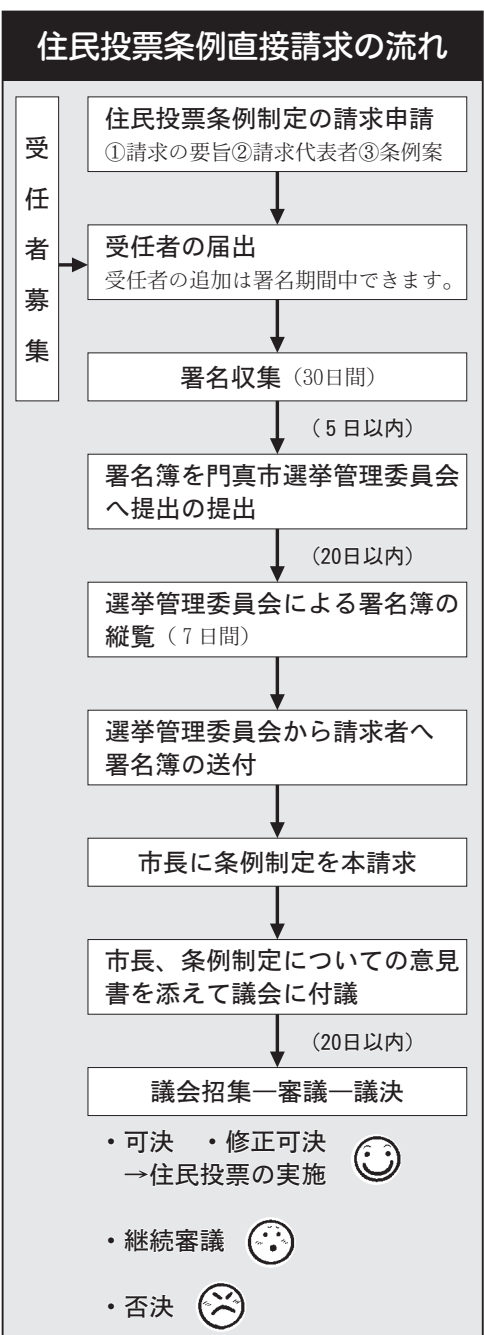 住民投票条例直接請求の流れ
受任者募集
住民投票条例制定の請求申請
①請求の要旨②請求代表者③条例案
受任者の届出
受任者の追加は署名期間中できます。
署名収集(30日間)
(5日以内)
署名簿を門真市選挙管理委員会
へ提出の提出
(20日以内)
選挙管理委員会による署名簿の
縦覧(7日間)
選挙管理委員会から請求者へ
署名簿の送付
市長に条例制定を本請求
市長、条例制定についての意見
書を添えて議会に付議
(20日以内)
議会招集―審議―議決
・可決 ・修正可決
→住民投票の実施
・継続審議
・否決